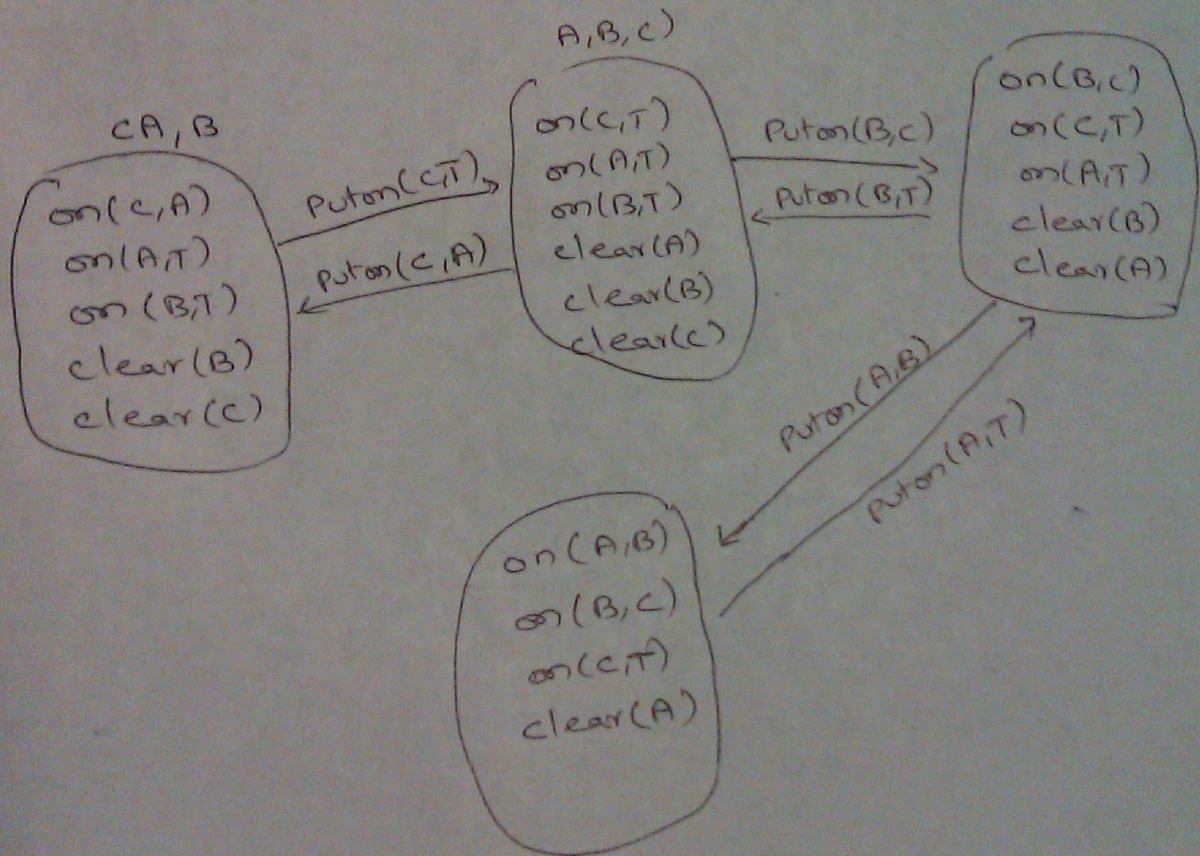 CA, B
on(C,A)
on(A,T)
on(B,T)
clear(B)
clear(C)
Puton(C,T)
Puton(C,A)
A,B,C)
on(C,T)
on(A,T)
on(B,T)
clear(A)
clear(B)
clear(C)
Puton(B,C)
Puton(B,T)
on(B,C)
on(C,T)
on(A,T)
clear(B)
clear(A)
Puton(A,B)
Puton(A,T)
on(A,B)
on(B,C)
on(C,T)
clear(A)